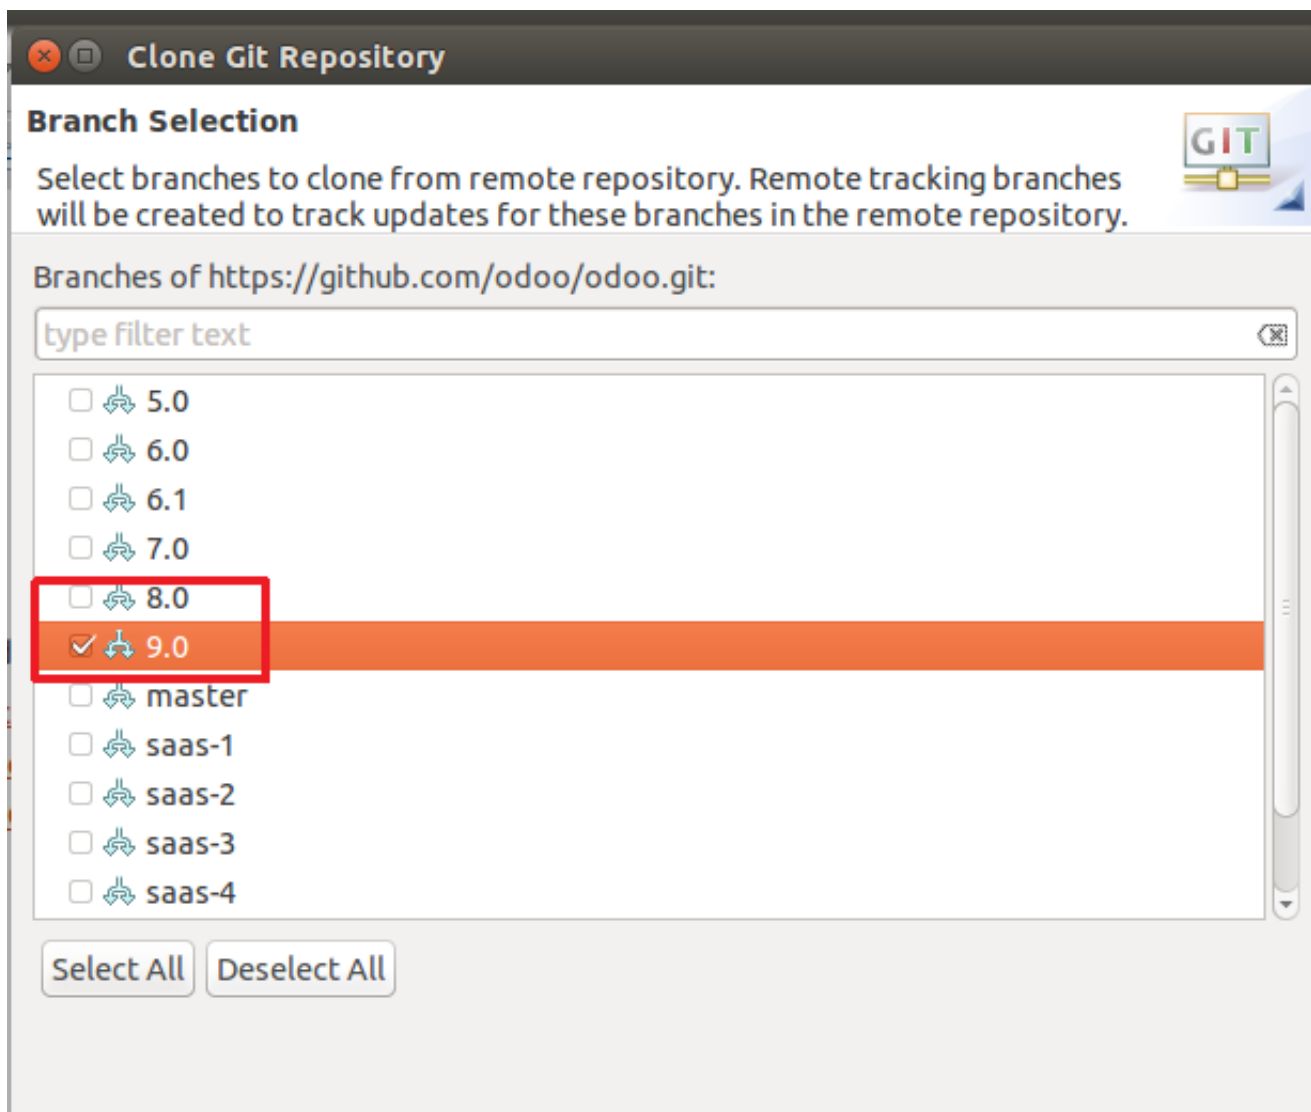 Clone Git Repository
Branch Selection
GIT
Select branches to clone from remote repository. Remote tracking branches
will be created to track updates for these branches in the remote repository.
Branches of https://github.com/odoo/odoo.git:
type filter text
5.0
6.0
6.1
7.0
8.0
9.0
master
saas-1
saas-2
saas-3
saas-4
Select All Deselect All